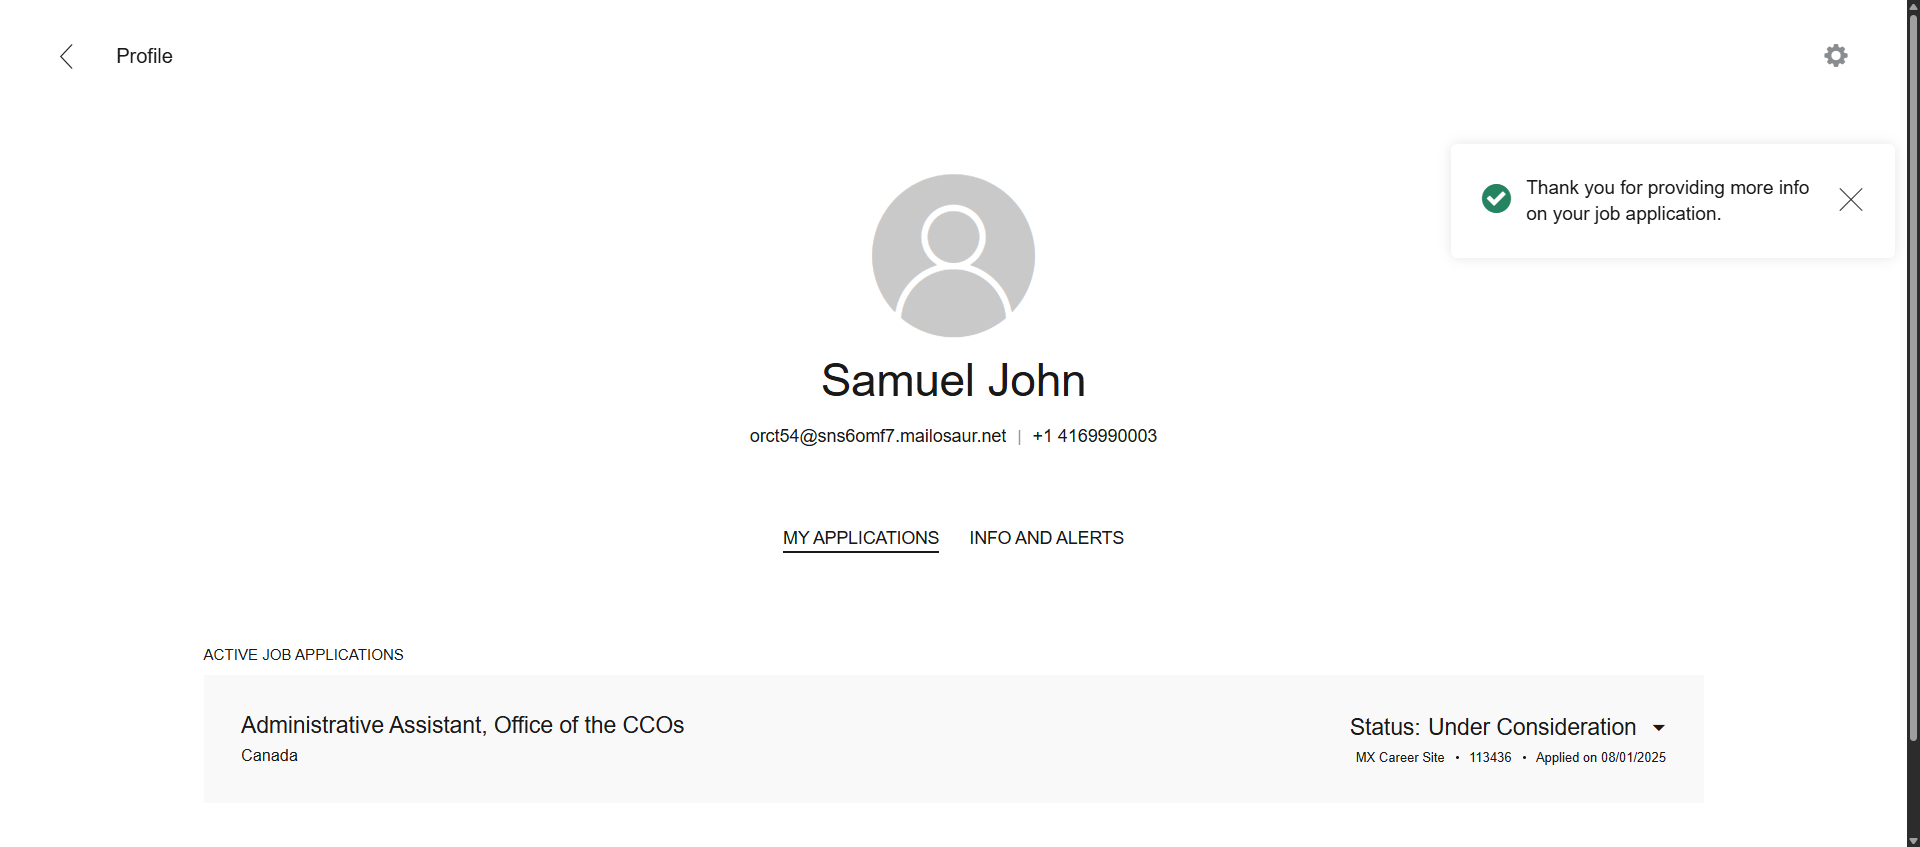 Profile
Thank you for providing more info
on your job application.
Samuel John
orct54@sns6omf7.mailosaur.net | +1 4169990003
MY APPLICATIONS INFO AND ALERTS
ACTIVE JOB APPLICATIONS
Administrative Assistant, Office of the CCOs
Status: Under Consideration
Canada
MX Career Site • 113436 • Applied on 08/01/2025